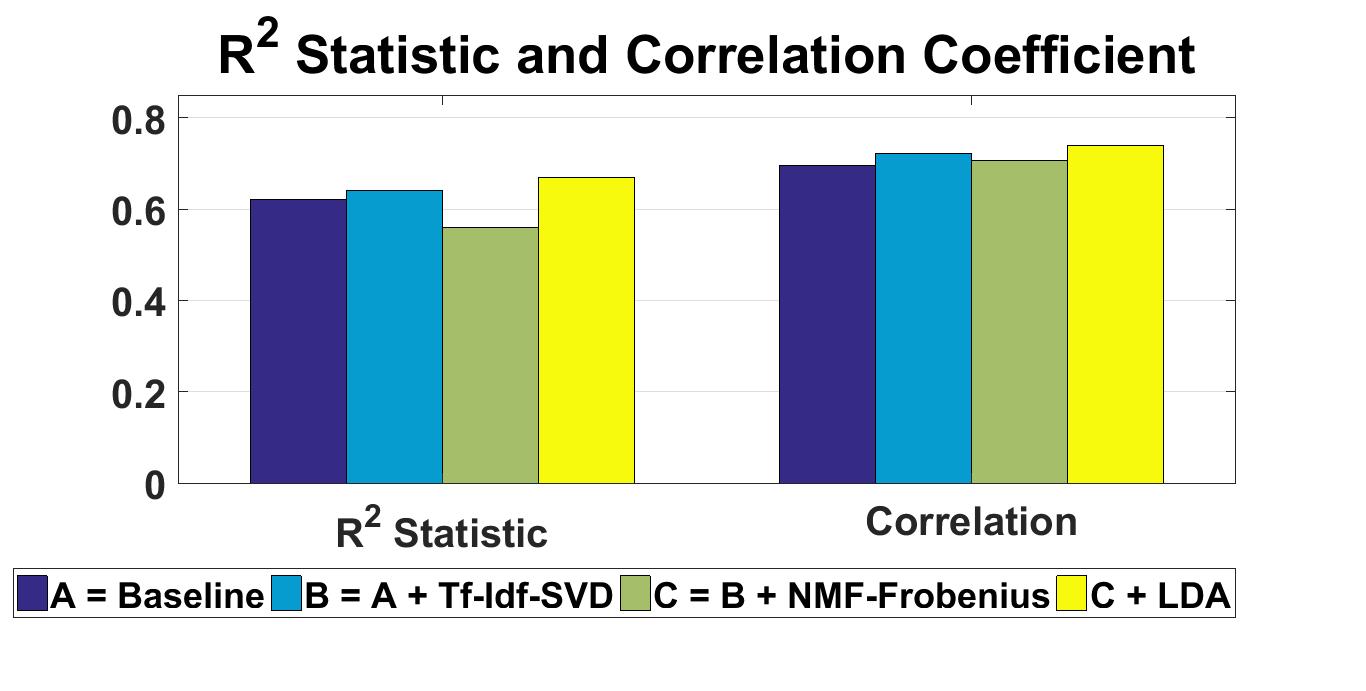 R² Statistic and Correlation Coefficient
0.8
0.6
0.4
0.2
0
R² Statistic
Correlation
A = Baseline B = A + Tf-Idf-SVD C = B + NMF-Frobenius C + LDA